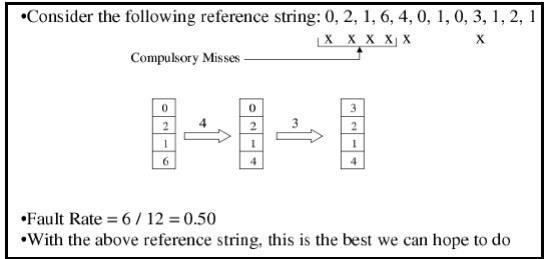 •Consider the following reference string: 0, 2, 1, 6, 4, 0, 1, 0, 3, 1, 2, 1
X X X X X X
Compulsory Misses
0 0 3
2 4 2 3 2
1 1 1
6 4 4
•Fault Rate = 6 / 12 = 0.50
•With the above reference string, this is the best we can hope to do